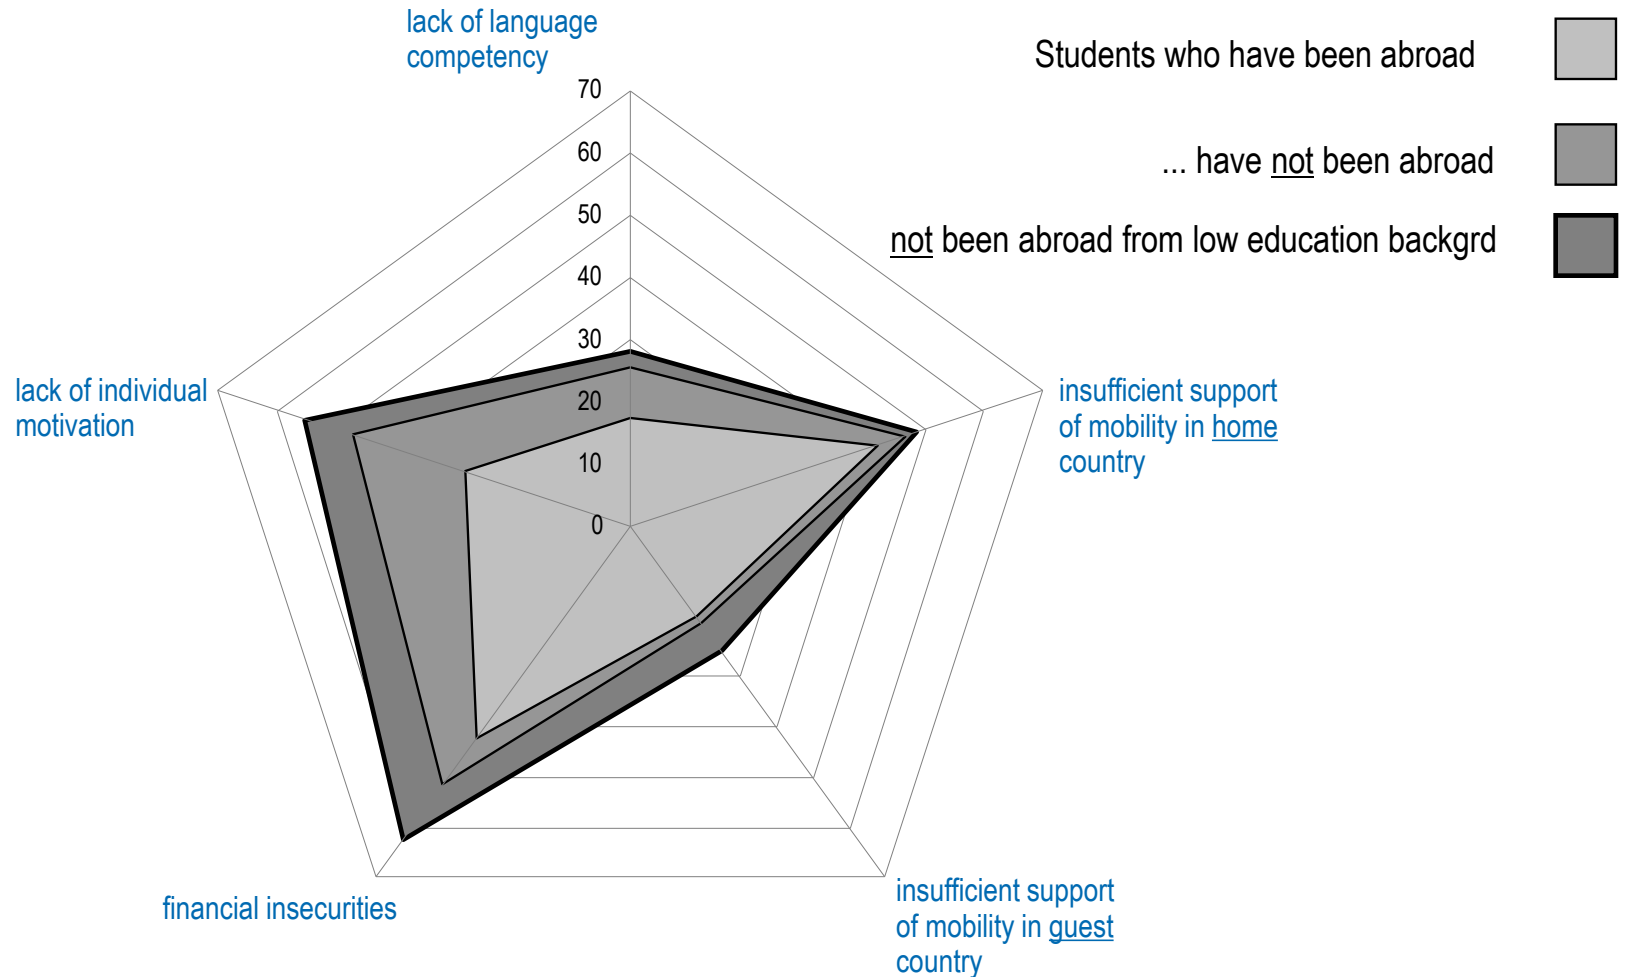 lack of language
competency
Students who have been abroad
... have not been abroad
not been abroad from low education backgrd
70
60
50
40
30
20
10
0
lack of individual
motivation
insufficient support
of mobility in home
country
financial insecurities
insufficient support
of mobility in guest
country